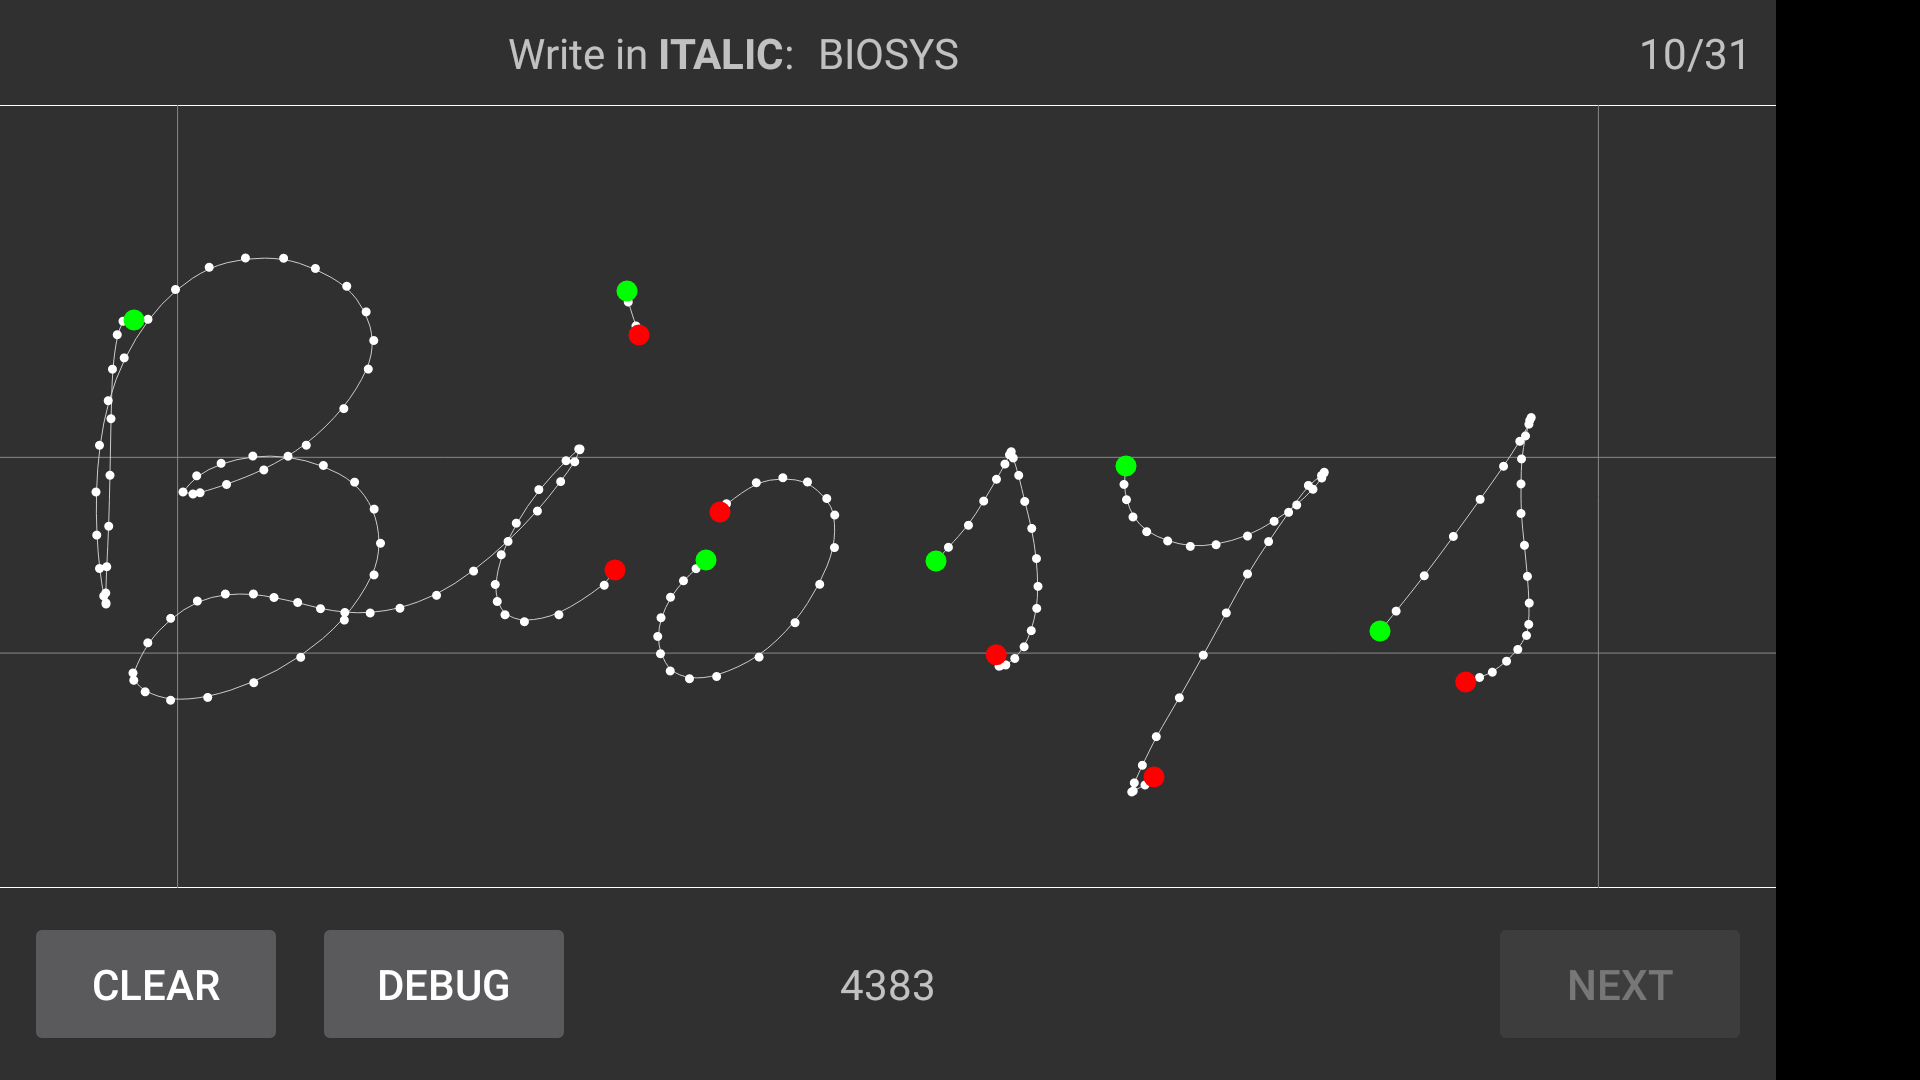 Write in ITALIC: BIOSYS
10/31
Biosys
CLEAR
DEBUG
4383
NEXT